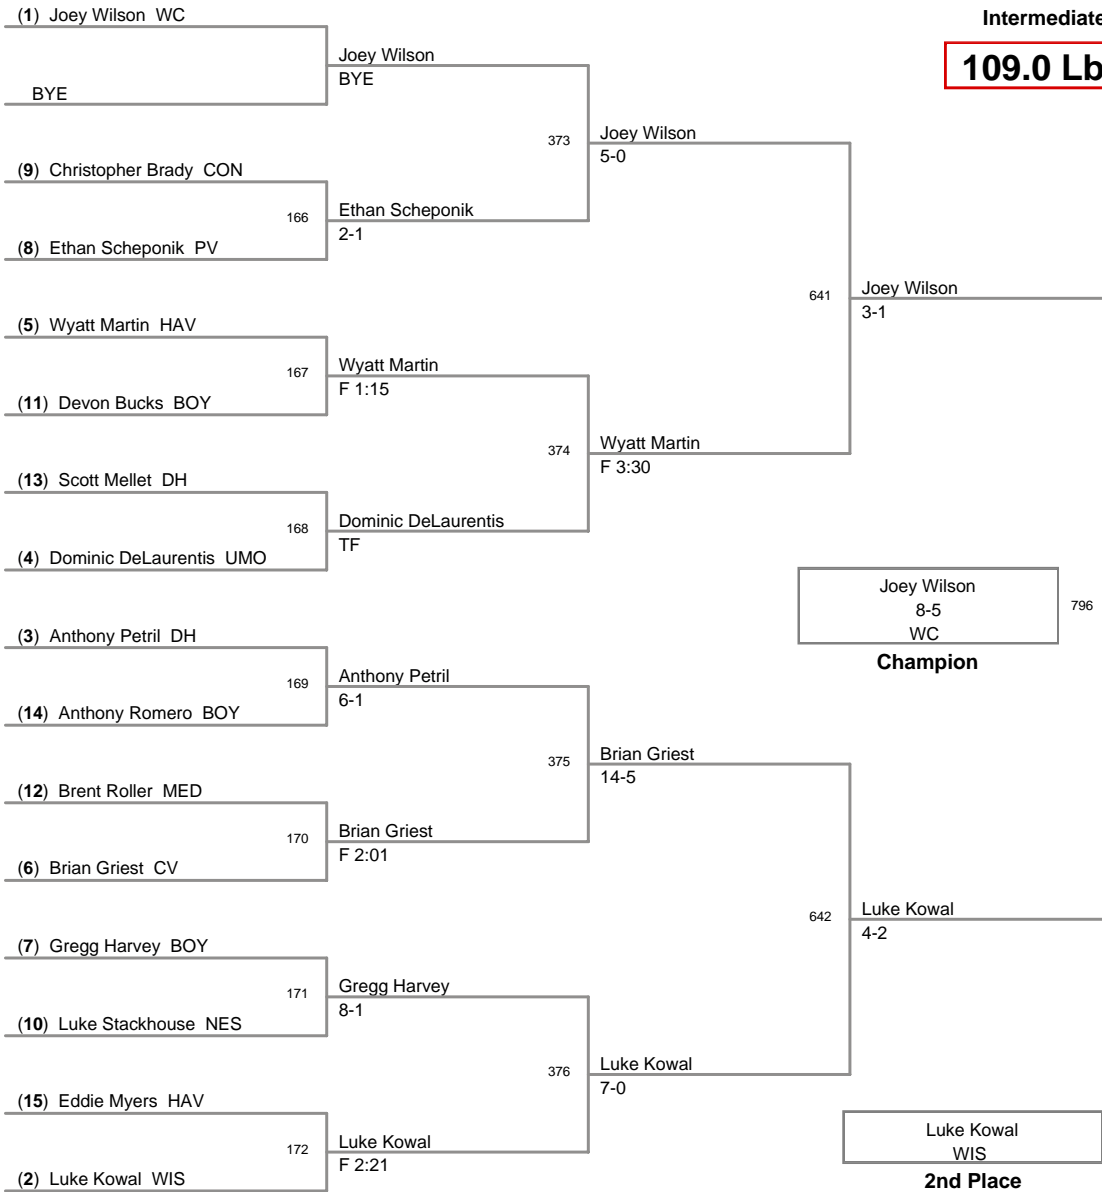 (1) Joey Wilson WC
Intermediate
109.0 Lb
Joey Wilson
BYE
BYE
373
Joey Wilson
5-0
(9) Christopher Brady CON
166
Ethan Scheponik
2-1
(8) Ethan Scheponik PV
641
Joey Wilson
3-1
(5) Wyatt Martin HAV
167
Wyatt Martin
F 1:15
(11) Devon Bucks BOY
374
Wyatt Martin
F 3:30
(13) Scott Mellet DH
168
Dominic DeLaurentis
TF
(4) Dominic DeLaurentis UMO
Joey Wilson
8-5
WC
796
Champion
(3) Anthony Petril DH
169
Anthony Petril
6-1
(14) Anthony Romero BOY
375
Brian Griest
14-5
(12) Brent Roller MED
170
Brian Griest
F 2:01
(6) Brian Griest CV
642
Luke Kowal
4-2
(7) Gregg Harvey BOY
171
Gregg Harvey
8-1
(10) Luke Stackhouse NES
376
Luke Kowal
7-0
(15) Eddie Myers HAV
172
Luke Kowal
F 2:21
(2) Luke Kowal WIS
Luke Kowal
WIS
2nd Place